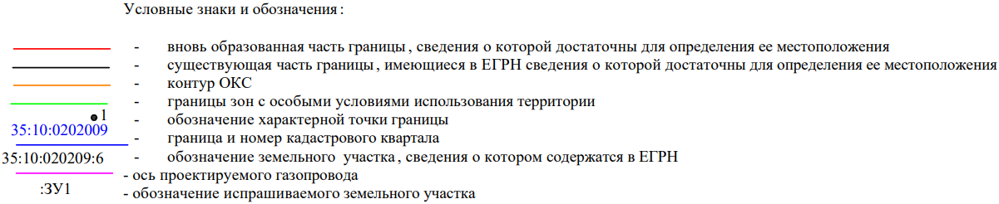 Условные знаки и обозначения:
- вновь образованная часть границы, сведения о которой достаточны для определения ее местоположения
- существующая часть границы, имеющиеся в ЕГРН сведения о которой достаточны для определения ее местоположения
- контур ОКС
- границы зон с особыми условиями использования территории
1 - обозначение характерной точки границы
35:10:0202009 - граница и номер кадастрового квартала
35:10:020209:6 - обозначение земельного участка, сведения о котором содержатся в ЕГРН
- ось проектируемого газопровода
:ЗУ1 - обозначение испрашиваемого земельного участка